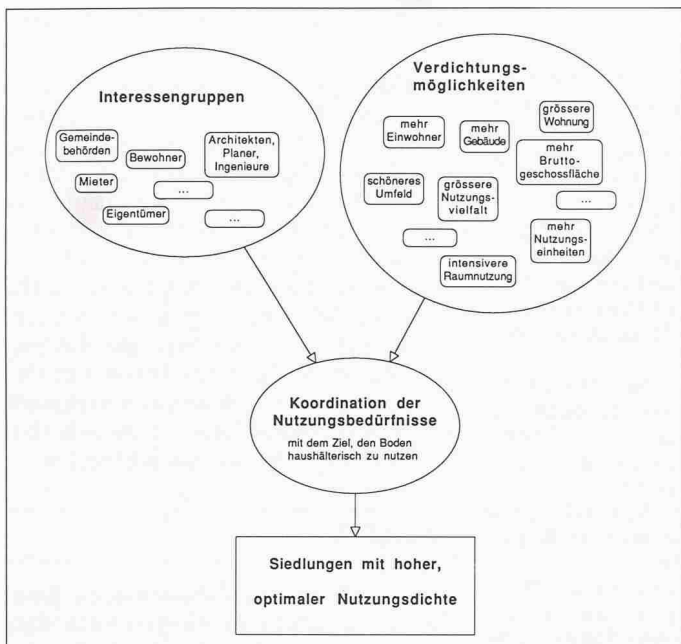 Interessengruppen
Gemeinde-
behörden
Bewohner
Architekten,
Planer,
Ingenieure
Mieter
...
Eigentümer
...
Verdichtungs-
möglichkeiten
mehr
Einwohner
mehr
Gebäude
grössere
Wohnung
mehr
Brutto-
geschossfläche
schöneres
Umfeld
grössere
Nutzungs-
vielfalt
...
...
mehr
Nutzungs-
einheiten
intensivere
Raumnutzung
Koordination der
Nutzungsbedürfnisse
mit dem Ziel, den Boden
haushälterisch zu nutzen
Siedlungen mit hoher,
optimaler Nutzungsdichte